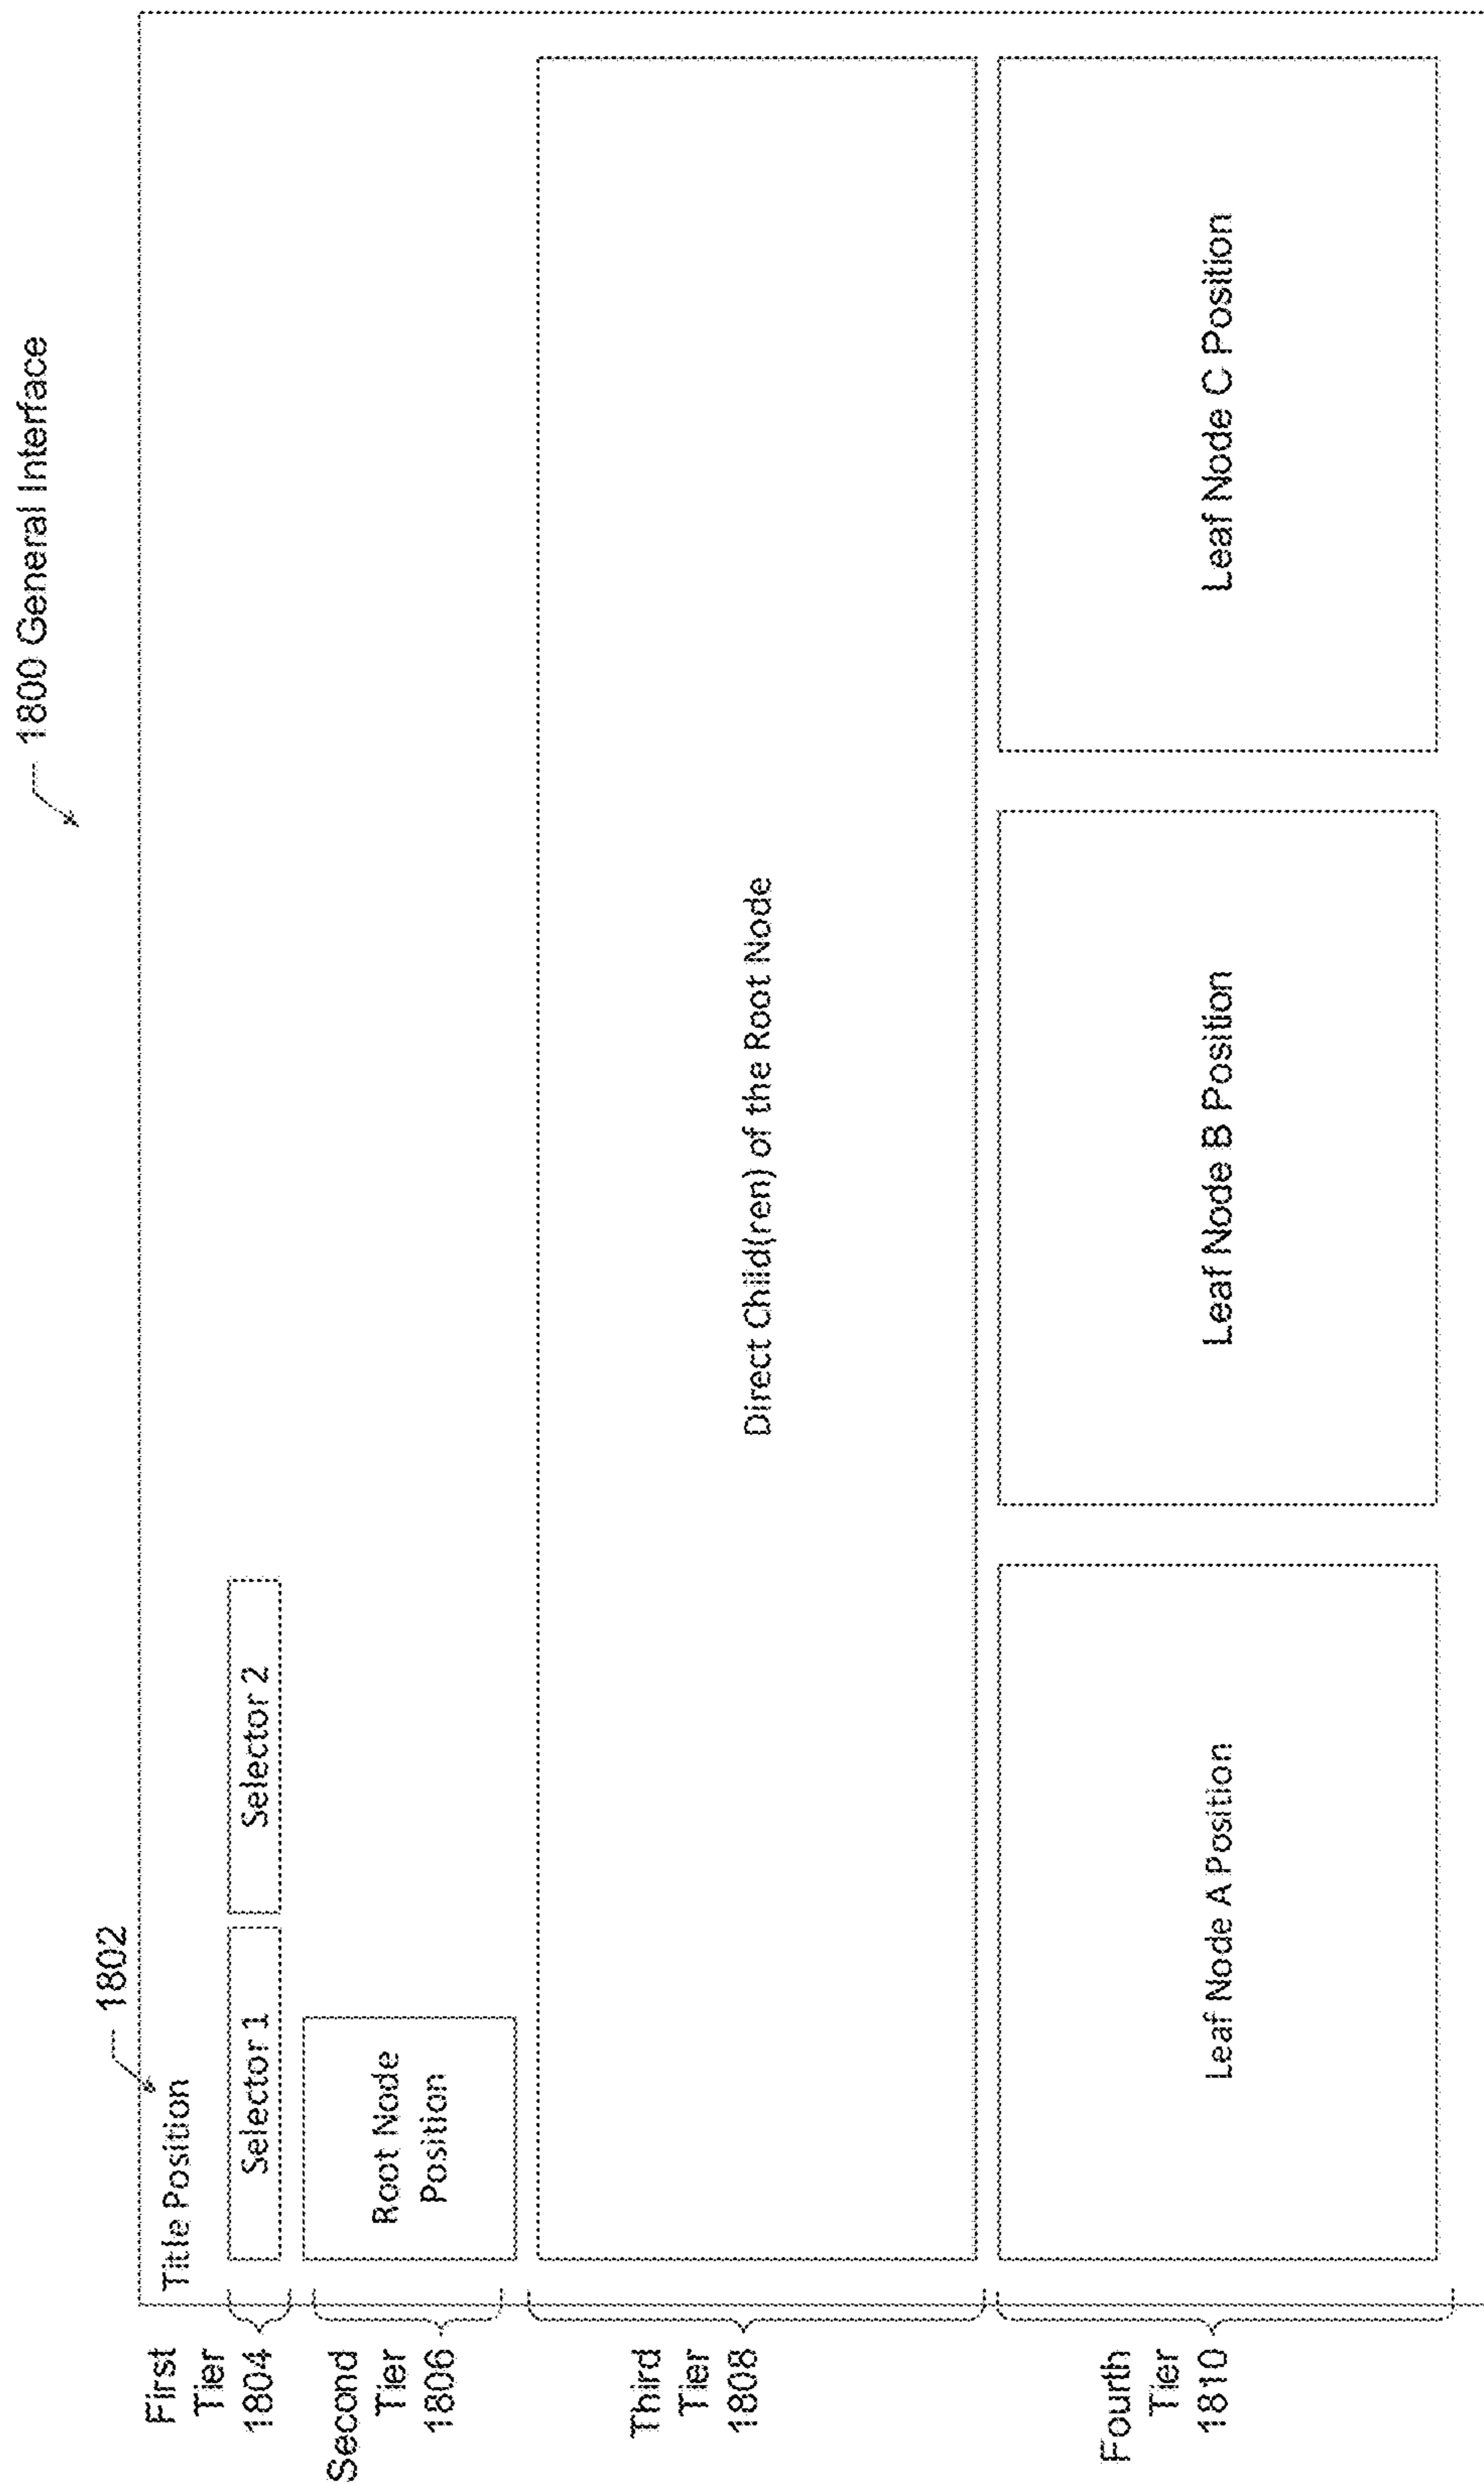 1800 General Interface
1802
Title Position
First
Tier
1804
Selector 1
Selector 2
Second
Tier
1806
Root Node
Position
Third
Tier
1808
Direct Child(ren) of the Root Node
Fourth
Tier
1810
Leaf Node A Position
Leaf Node B Position
Leaf Node C Position